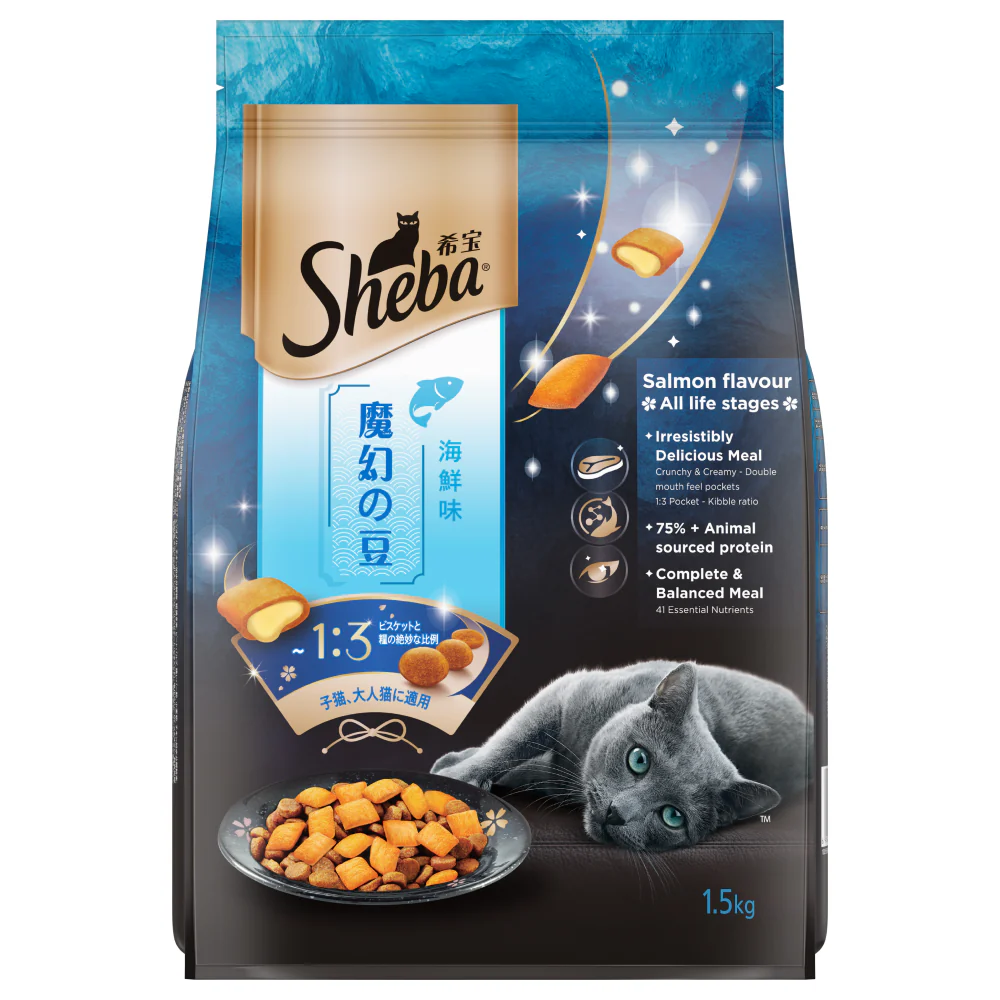 希宝
Sheba®
魔幻の豆
海鮮味
Salmon flavour
All life stages
Irresistibly
Delicious Meal
Crunchy & Creamy - Double
mouth feel pockets
1:3 Pocket - Kibble ratio
75% + Animal
sourced protein
Complete &
Balanced Meal
41 Essential Nutrients
~ 1:3
ビスケットと
糧の絶妙な比例
子猫、大人猫に適用
TM
1.5kg